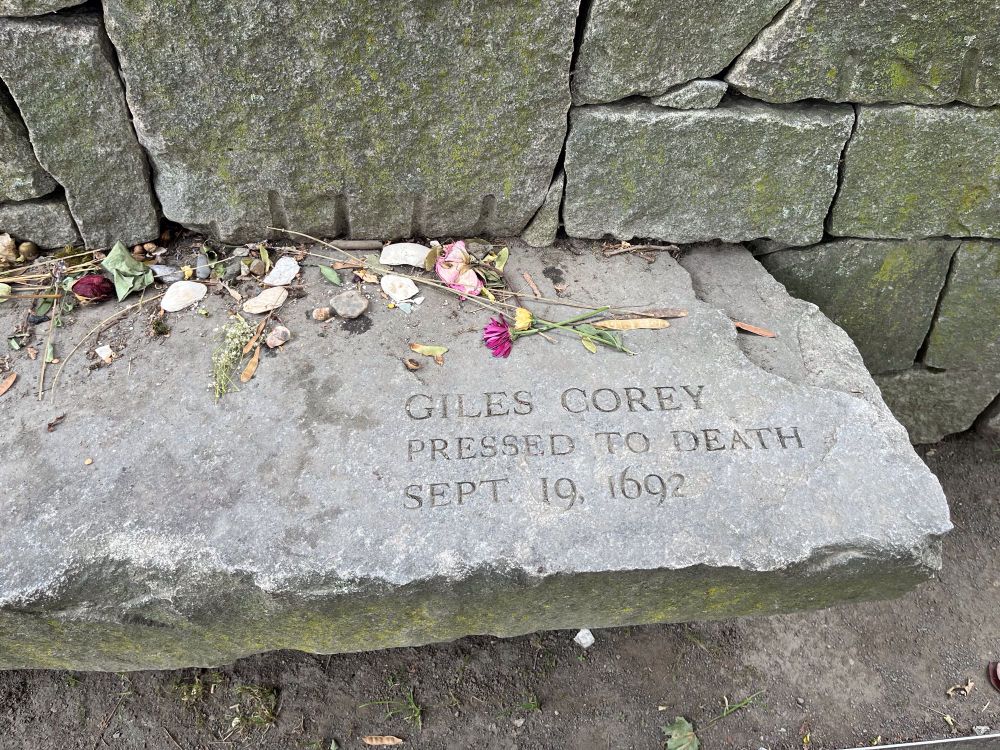 GILES COREY
PRESSED TO DEATH
SEPT. 19, 1692